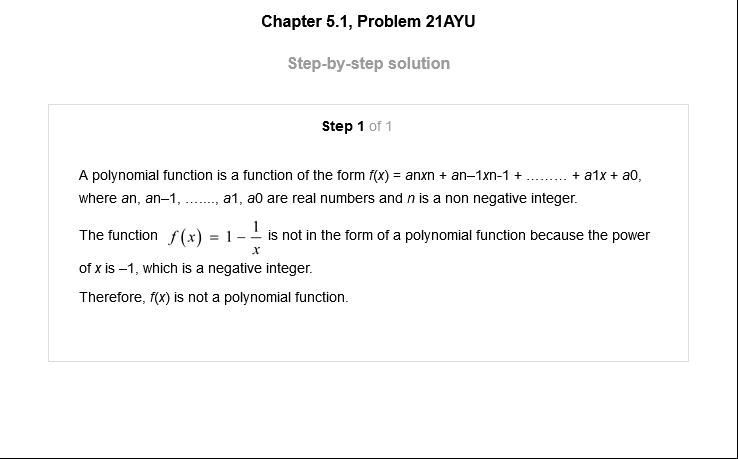 Chapter 5.1, Problem 21AYU
Step-by-step solution
Step 1 of 1
A polynomial function is a function of the form f(x) = anxn + an–1xn-1 + ......... + a1x + a0,
where an, an–1, ......., a1, a0 are real numbers and n is a non negative integer.
The function f(x) = 1 – 1/x is not in the form of a polynomial function because the power
of x is –1, which is a negative integer.
Therefore, f(x) is not a polynomial function.